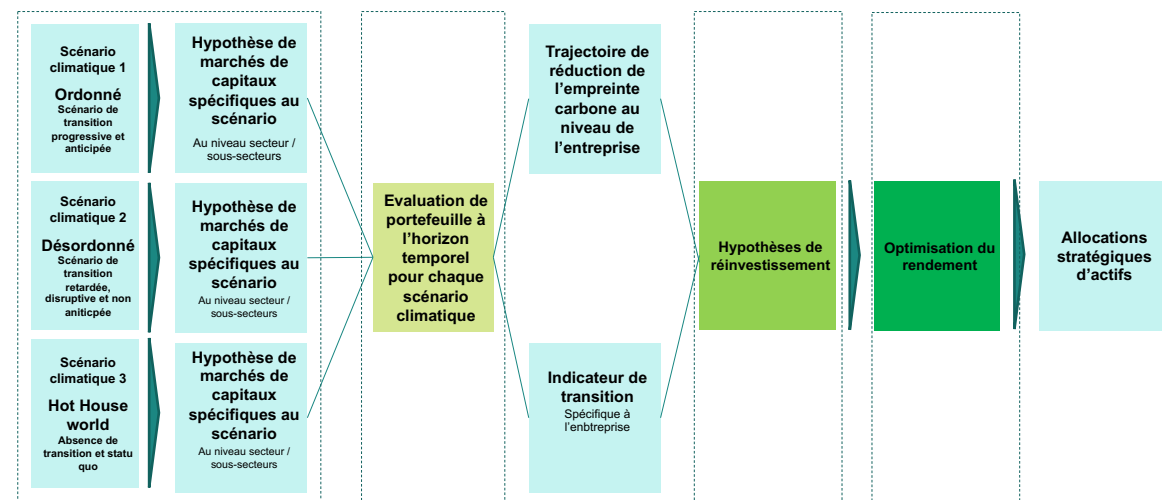 Scénario
climatique 1
Ordonné
Scénario de
transition
progressive et
anticipée
Hypothèse de
marchés de
capitaux
spécifiques au
scénario
Au niveau secteur /
sous-secteurs
Scénario
climatique 2
Désordonné
Scénario de
transition
retardée,
disruptive et non
aniticpée
Hypothèse de
marchés de
capitaux
spécifiques au
scénario
Au niveau secteur /
sous-secteurs
Scénario
climatique 3
Hot House
world
Absence de
transition et statu
quo
Hypothèse de
marchés de
capitaux
spécifiques au
scénario
Au niveau secteur /
sous-secteurs
Evaluation de
portefeuille à
l’horizon
temporel
pour chaque
scénario
climatique
Trajectoire de
réduction de
l’empreinte
carbone au
niveau de
l’entreprise
Indicateur de
transition
Spécifique à
l’enbtreprise
Hypothèses de
réinvestissement
Optimisation du
rendement
Allocations
stratégiques
d’actifs